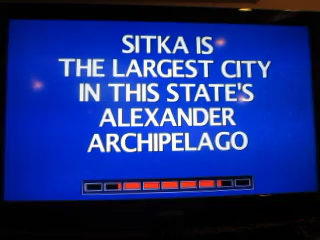 SITKA IS
THE LARGEST CITY
IN THIS STATE'S
ALEXANDER
ARCHIPELAGO